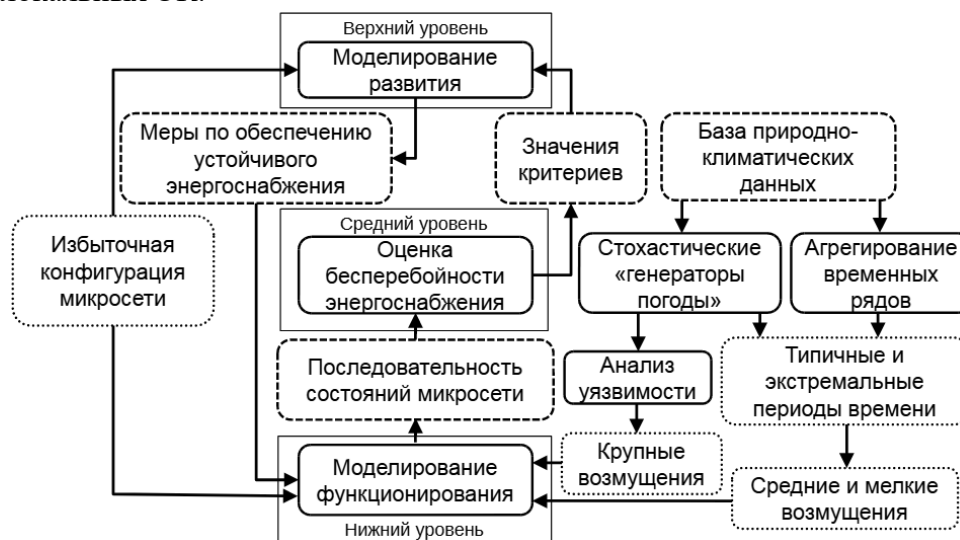 Верхний уровень
Моделирование
развития
Меры по обеспечению
устойчивого
энергоснабжения
Значения
критериев
База природно-
климатических
данных
Средний уровень
Избыточная
конфигурация
микросети
Оценка
бесперебойности
энергоснабжения
Стохастические
«генераторы
погоды»
Агрегирование
временных
рядов
Последовательность
состояний микросети
Анализ
уязвимости
Типичные и
экстремальные
периоды времени
Моделирование
функционирования
Крупные
возмущения
Средние и мелкие
возмущения
Нижний уровень